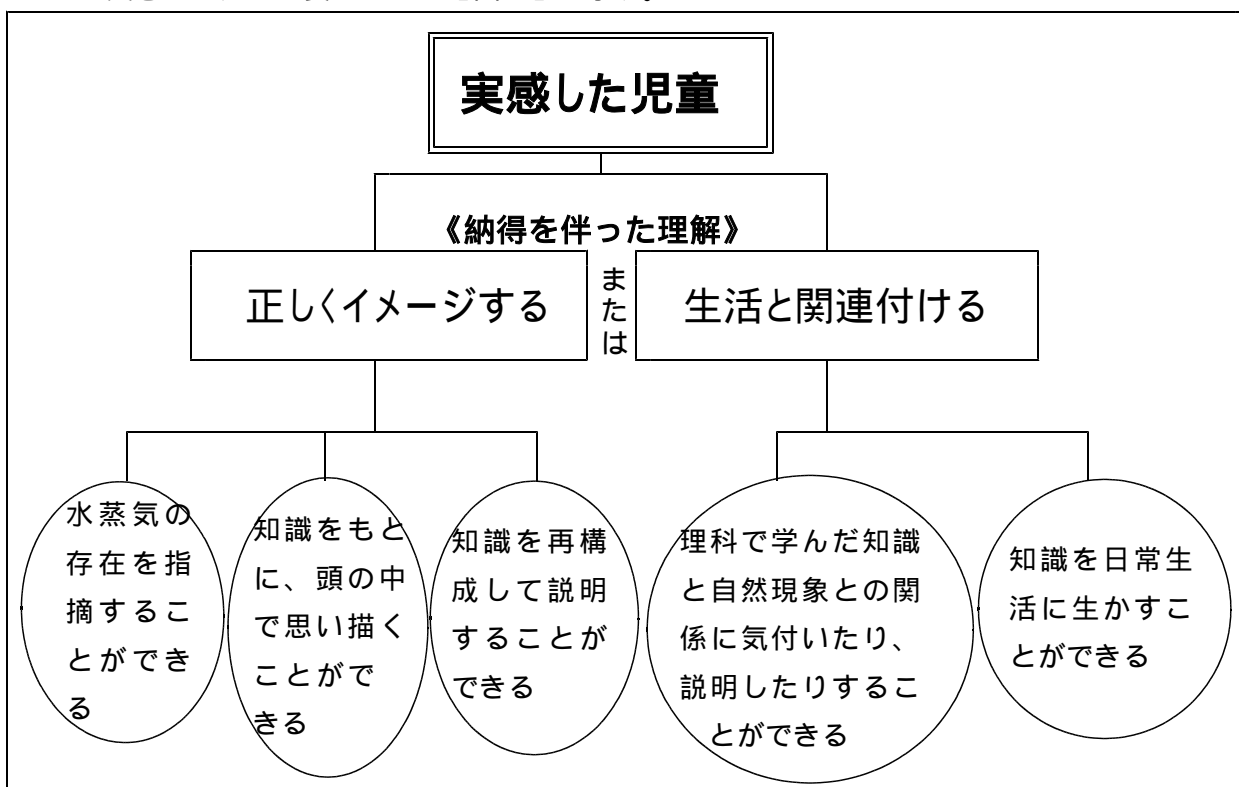 実感した児童
《納得を伴った理解》
正しくイメージする
または
生活と関連付ける
水蒸気の
存在を指
摘するこ
とができ
る
知識をもと
に、頭の中
で思い描く
ことがで
きる
知識を再構
成して説明
することが
できる
理科で学んだ知識
と自然現象との関
係に気付いたり、
説明したりするこ
とができる
知識を日常生
活に生かすこ
とができる